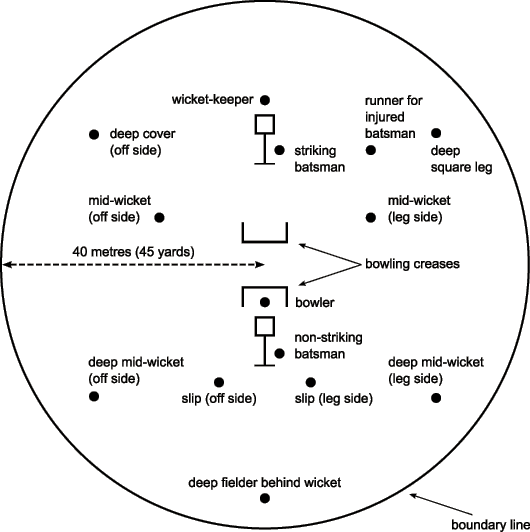 wicket-keeper
runner for
injured
batsman
deep cover
(off side)
striking
batsman
deep
square leg
mid-wicket
(off side)
mid-wicket
(leg side)
40 metres (45 yards)
bowling creases
bowler
non-striking
batsman
deep mid-wicket
(off side)
deep mid-wicket
(leg side)
slip (off side)
slip (leg side)
deep fielder behind wicket
boundary line